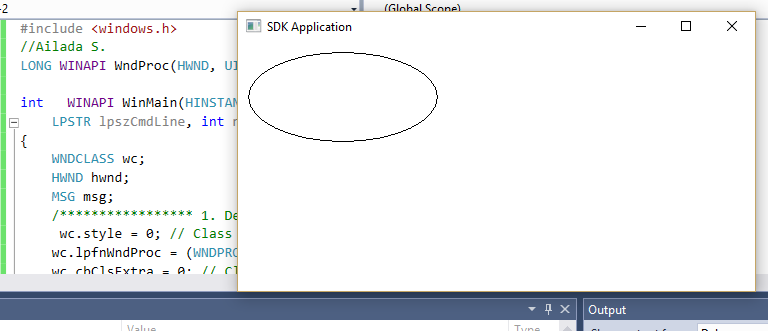 -2
(Global Scope)
SDK Application
#include <windows.h>
//Ailada S.
LONG WINAPI WndProc(HWND, UI
int WINAPI WinMain(HINSTAN
LPSTR lpszCmdLine, int n
{
WNDCLASS wc;
HWND hwnd;
MSG msg;
/***************** 1. De
wc.style = 0; // Class
wc.lpfnWndProc = (WNDPRO
wc.cbClsExtra = 0; // Cl
Output
Value
Type